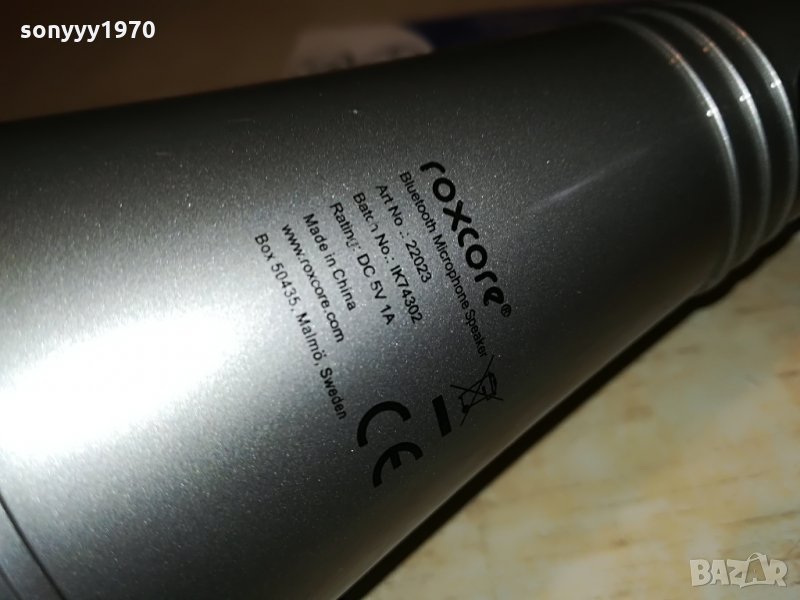 sonyyy1970
roxcore®
Bluetooth Microphone Speaker
Art No.: 22023
Batch No.: IK74302
Rating: DC 5V 1A
Made in China
www.roxcore.com
Box 50435, Malmö, Sweden
CE
BAZAR